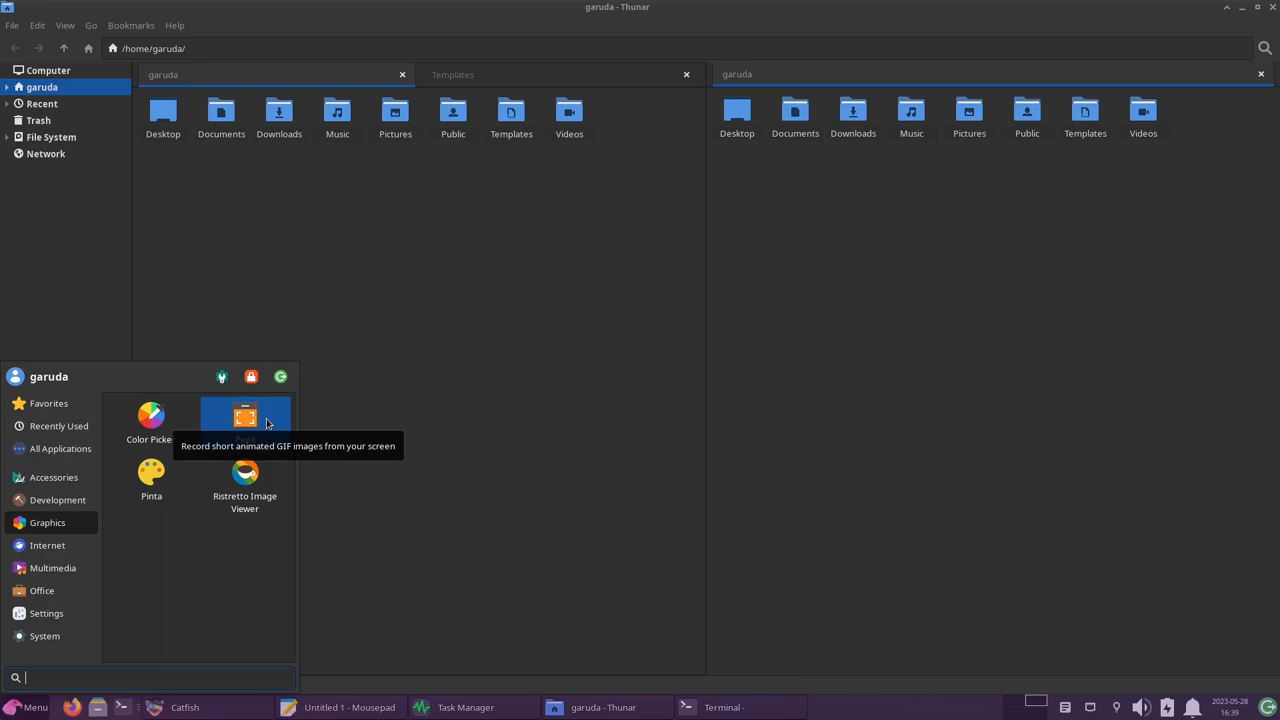 garuda - Thunar
File Edit View Go Bookmarks Help
/home/garuda/
Computer
garuda
Recent
Trash
File System
Network
garuda
Templates
garuda
Desktop Documents Downloads Music Pictures Public Templates Videos
Desktop Documents Downloads Music Pictures Public Templates Videos
garuda
Favorites
Recently Used
All Applications
Accessories
Development
Graphics
Internet
Multimedia
Office
Settings
System
Color Picke
Record short animated GIF images from your screen
Pinta
Ristretto Image
Viewer
Menu
Catfish
Untitled 1 - Mousepad
Task Manager
garuda - Thunar
Terminal -
2023-05-28
16:39